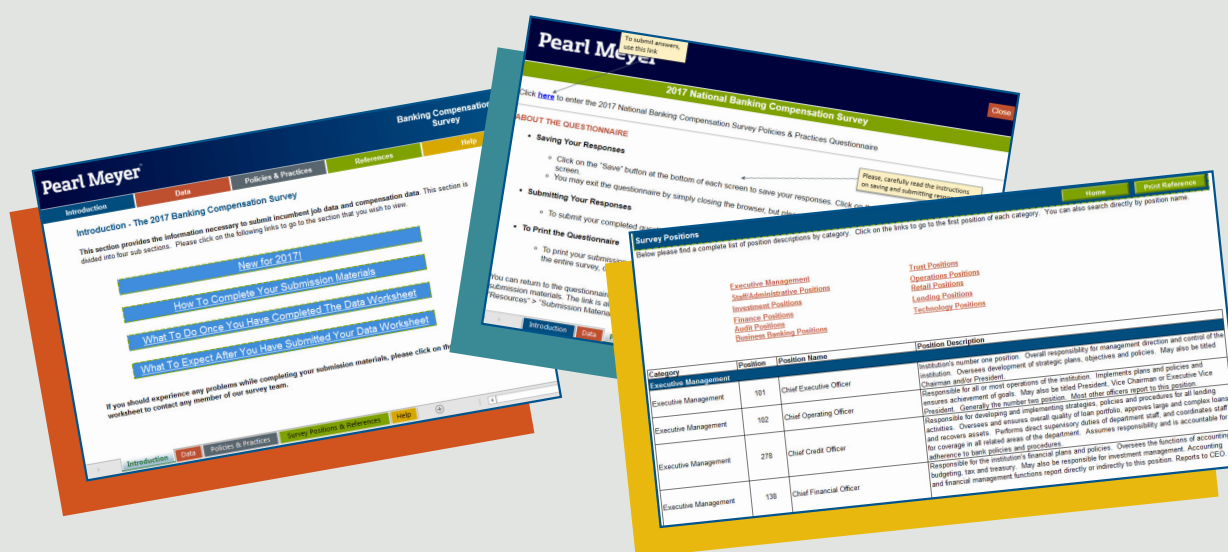 Pearl Meyer
Banking Compensation
Survey
Introduction
Data
Policies & Practices
References
Help
Introduction - The 2017 Banking Compensation Survey
This section provides the information necessary to submit incumbent job data and compensation data. This section is
divided into four sub sections. Please click on the following links to go to the section that you wish to view.
New for 2017!
How To Complete Your Submission Materials
What To Do Once You Have Completed The Data Worksheet
What To Expect After You Have Submitted Your Data Worksheet
If you should experience any problems while completing your submission materials, please click on the
worksheet to contact any member of our survey team.
Introduction
Data
Policies & Practices
Survey Positions & References
Help
Pearl Meyer
To submit answers,
use this link
2017 National Banking Compensation Survey
Close
Click here to enter the 2017 National Banking Compensation Survey Policies & Practices Questionnaire
ABOUT THE QUESTIONNAIRE
• Saving Your Responses
Click on the "Save" button at the bottom of each screen to save your responses. Click on
screen.
You may exit the questionnaire by simply closing the browser, but
Please, carefully read the instructions
on saving and submitting
• Submitting Your Responses
To submit your completed
• To Print the Questionnaire
To print your submission
the entire survey,
You can return to the questionnaire
submission materials. The link is
"Resources" > "Submission
Introduction
Data
Survey Positions
Home
Print Reference
Below please find a complete list of position descriptions by category. Click on the links to go to the first position of each category. You can also search directly by position name.
Executive Management
Staff/Administrative Positions
Investment Positions
Finance Positions
Audit Positions
Business Banking Positions
Trust Positions
Operations Positions
Retail Positions
Lending Positions
Technology Positions
Category
Position
Position Name
Position Description
Executive Management
Executive Management
101
Chief Executive Officer
Institution's number one position. Overall responsibility for management direction and control of the
institution. Oversees development of strategic plans, objectives and policies. May also be titled
Chairman and/or President.
Executive Management
102
Chief Operating Officer
Responsible for all or most operations of the institution. Implements plans and policies and
ensures achievement of goals. May also be titled President, Vice Chairman or Executive Vice
President. Generally the number two position. Most other officers report to this position.
Executive Management
278
Chief Credit Officer
Responsible for developing and implementing strategies, policies and procedures for all lending
activities. Oversees and ensures overall quality of loan portfolio, approves large and complex loans
and recovers assets. Performs direct supervisory duties of department staff, and coordinates staff
for coverage in all related areas of the department. Assumes responsibility and is accountable for
adherence to bank policies and procedures.
Executive Management
138
Chief Financial Officer
Responsible for the institution's financial plans and policies. Oversees the functions of accounting,
budgeting, tax and treasury. May also be responsible for investment management. Accounting
and financial management functions report directly or indirectly to this position. Reports to CEO.